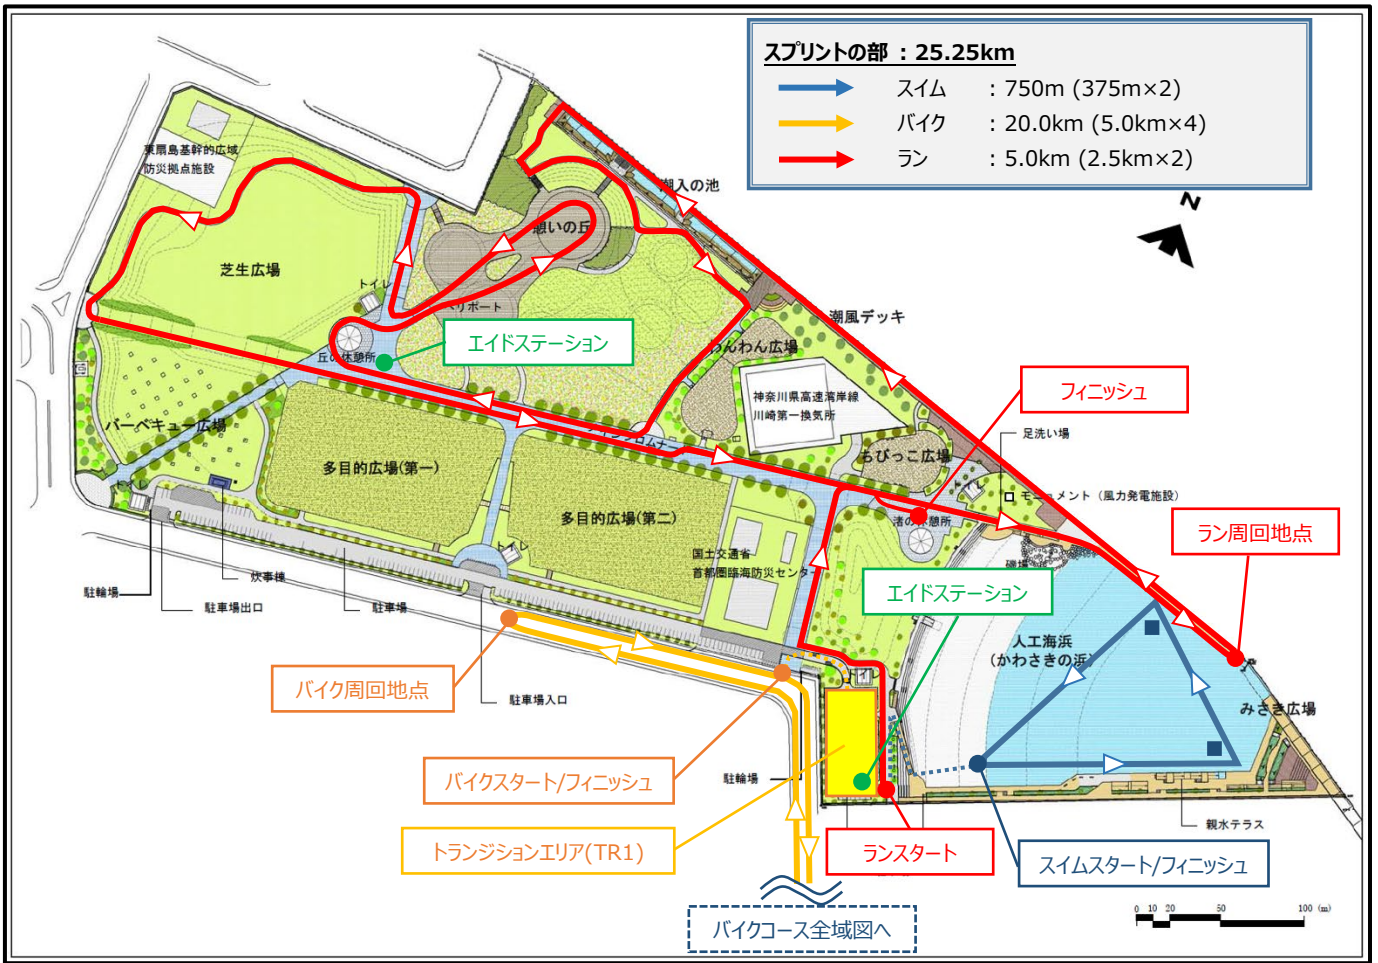 スプリントの部 : 25.25km
スイム : 750m (375m×2)
バイク : 20.0km (5.0km×4)
ラン : 5.0km (2.5km×2)
N
東扇島基幹的広域
防災拠点施設
潮入の池
憩いの丘
芝生広場
トイレ
ヘリポート
潮風デッキ
エイドステーション
わんわん広場
丘の休憩所
神奈川県高速湾岸線
川崎第一換気所
フィニッシュ
足洗い場
バーベキュー広場
ちびっこ広場
多目的広場(第一)
トイレ
トイレ
モニュメント（風力発電施設）
多目的広場(第二)
渚の休憩所
ラン周回地点
トイレ
国土交通省
首都圏臨海防災センター
磯場
炊事棟
駐輪場
駐車場出口
駐車場
エイドステーション
人工海浜
(かわさきの浜)
バイク周回地点
トイレ
駐車場入口
みさき広場
バイクスタート/フィニッシュ
駐輪場
親水テラス
トランジションエリア(TR1)
ランスタート
スイムスタート/フィニッシュ
バイクコース全域図へ
0 10 20 50 100 (m)